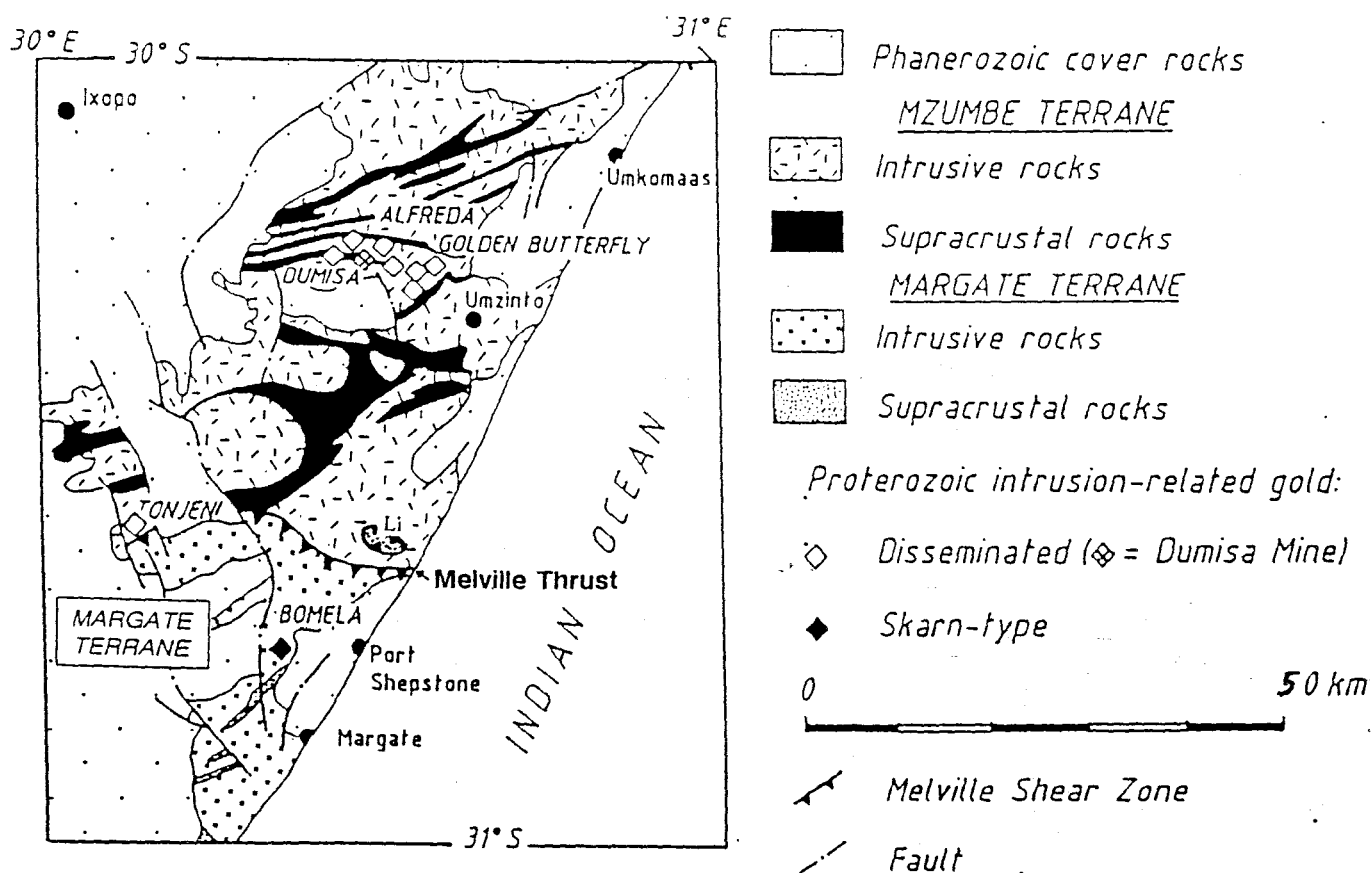 30° E
30° S
31° E
Ixopo
Umkomaas
ALFREDA
GOLDEN BUTTERFLY
DUMISA
Umzinto
TONJENI
Li
Melville Thrust
BOMELA
MARGATE
TERRANE
Port
Shepstone
Margate
INDIAN OCEAN
31° S
Phanerozoic cover rocks
MZUMBE TERRANE
Intrusive rocks
Supracrustal rocks
MARGATE TERRANE
Intrusive rocks
Supracrustal rocks
Proterozoic intrusion-related gold:
Disseminated ( = Dumisa Mine)
Skarn-type
0 50 km
Melville Shear Zone
Fault